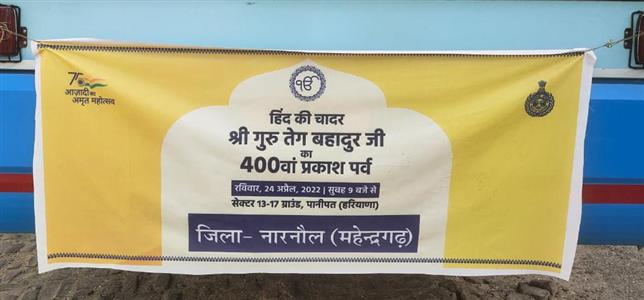 75
आज़ादी का
अमृत महोत्सव
ੴ
हिंद की चादर
श्री गुरु तेग बहादुर जी
का
400वां प्रकाश पर्व
रविवार, 24 अप्रैल, 2022 | सुबह 9 बजे से
सेक्टर 13-17 ग्राउंड, पानीपत (हरियाणा)
जिला- नारनौल (महेन्द्रगढ़)